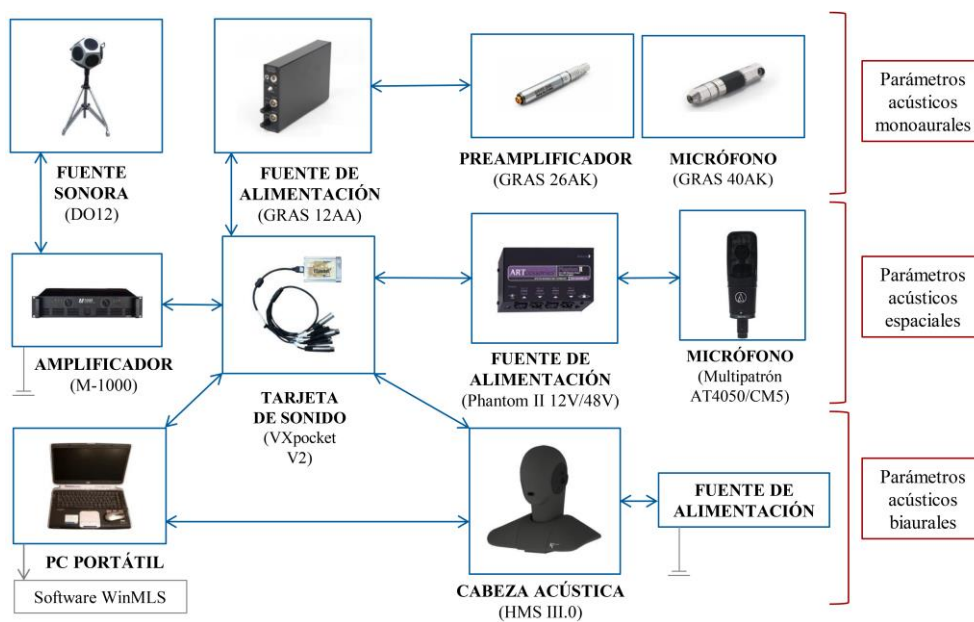 FUENTE
SONORA
(DO12)
FUENTE DE
ALIMENTACIÓN
(GRAS 12AA)
PREAMPLIFICADOR
(GRAS 26AK)
MICRÓFONO
(GRAS 40AK)
Parámetros
acústicos
monoaurales
AMPLIFICADOR
(M-1000)
TARJETA
DE SONIDO
(VXpocket
V2)
ART
FUENTE DE
ALIMENTACIÓN
(Phantom II 12V/48V)
MICRÓFONO
(Multipatrón
AT4050/CM5)
Parámetros
acústicos
espaciales
PC PORTÁTIL
Software WinMLS
CABEZA ACÚSTICA
(HMS III.0)
FUENTE DE
ALIMENTACIÓN
Parámetros
acústicos
biaurales